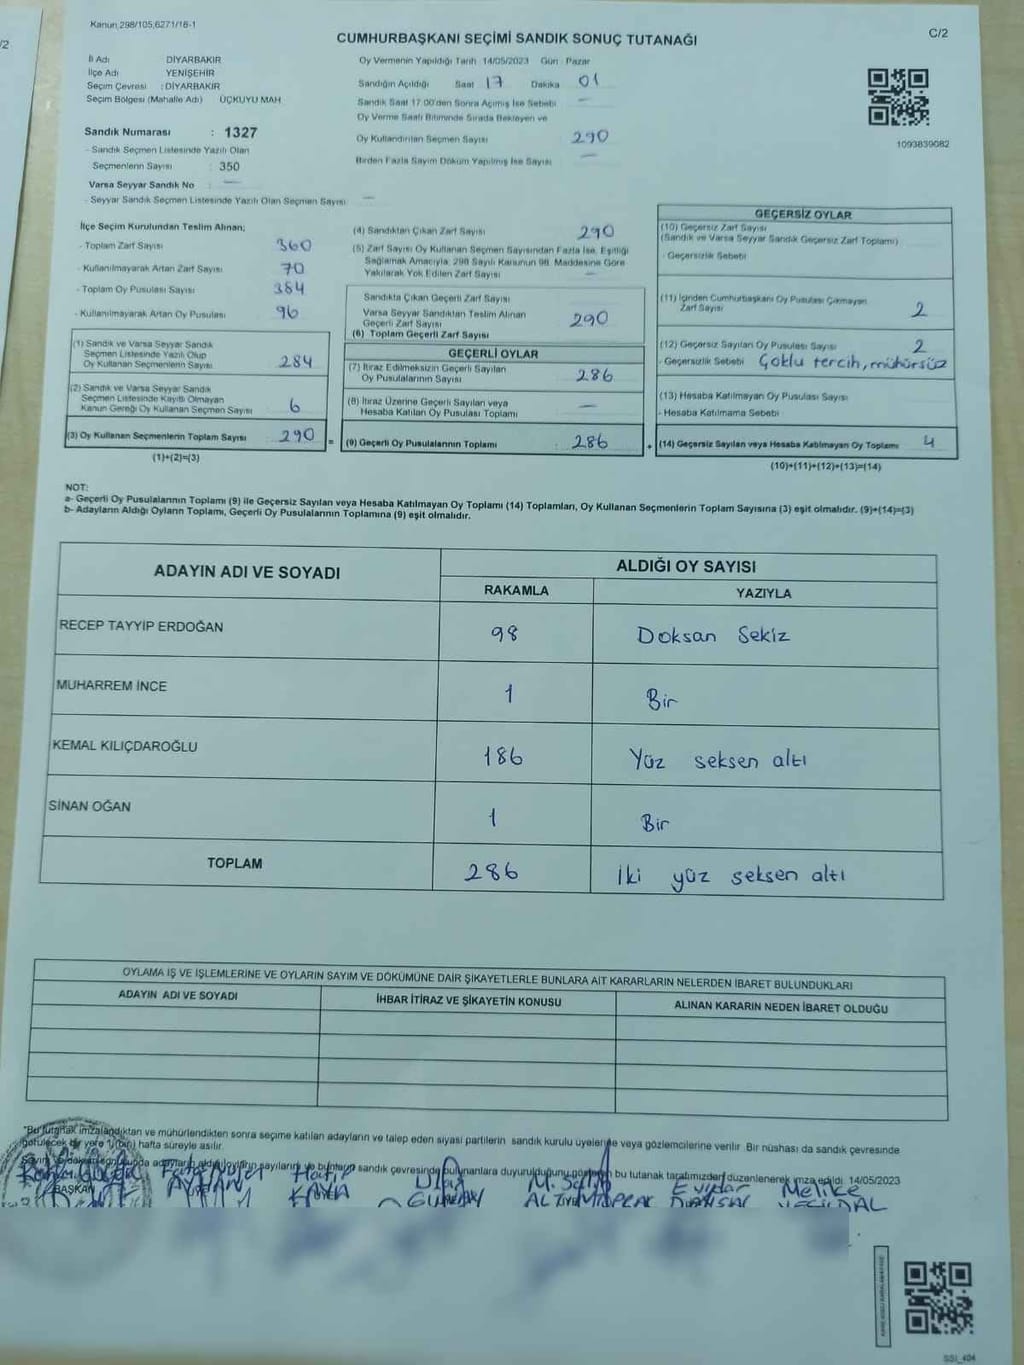 Kanun 298/105,6271/16-1
C/2
/2
CUMHURBAŞKANI SEÇİMİ SANDIK SONUÇ TUTANAĞI
İl Adı DİYARBAKIR
İlçe Adı YENİŞEHİR
Seçim Çevresi : DİYARBAKIR
Seçim Bölgesi (Mahalle Adı) ÜÇKUYU MAH
Sandık Numarası : 1327
- Sandık Seçmen Listesinde Yazılı Olan
Seçmenlerin Sayısı : 350
Varsa Seyyar Sandık No : —
- Seyyar Sandık Seçmen Listesinde Yazılı Olan Seçmen Sayısı —
Oy Vermenin Yapıldığı Tarih 14/05/2023 Gün Pazar
Sandığın Açıldığı Saat 17 Dakika 01
Sandık Saat 17.00'den Sonra Açılmış İse Sebebi —
Oy Verme Saati Bitiminde Sırada Bekleyen ve
Oy Kullandırılan Seçmen Sayısı 290
Birden Fazla Sayım Döküm Yapılmış İse Sayısı —
1093839082
İlçe Seçim Kurulundan Teslim Alınan;
- Toplam Zarf Sayısı 360
- Kullanılmayarak Artan Zarf Sayısı 70
- Toplam Oy Pusulası Sayısı 384
- Kullanılmayarak Artan Oy Pusulası 96
(1) Sandık ve Varsa Seyyar Sandık
Seçmen Listesinde Yazılı Olup
Oy Kullanan Seçmenlerin Sayısı 284
(2) Sandık ve Varsa Seyyar Sandık
Seçmen Listesinde Kayıtlı Olmayan
Kanun Gereği Oy Kullanan Seçmen Sayısı 6
(3) Oy Kullanan Seçmenlerin Toplam Sayısı 290 =
(1)+(2)=(3)
(4) Sandıktan Çıkan Zarf Sayısı 290
(5) Zarf Sayısı Oy Kullanan Seçmen Sayısından Fazla İse, Eşitliği
Sağlamak Amacıyla, 298 Sayılı Kanunun 98. Maddesine Göre
Yakılarak Yok Edilen Zarf Sayısı —
Sandıkta Çıkan Geçerli Zarf Sayısı
Varsa Seyyar Sandıktan Teslim Alınan
Geçerli Zarf Sayısı
(6) Toplam Geçerli Zarf Sayısı 290
GEÇERLİ OYLAR
(7) İtiraz Edilmeksizin Geçerli Sayılan
Oy Pusulalarının Sayısı 286
(8) İtiraz Üzerine Geçerli Sayılan veya
Hesaba Katılan Oy Pusulası Toplamı —
(9) Geçerli Oy Pusulalarının Toplamı : 286 +
GEÇERSİZ OYLAR
(10) Geçersiz Zarf Sayısı
(Sandık ve Varsa Seyyar Sandık Geçersiz Zarf Toplamı)
- Geçersizlik Sebebi
(11) İçinden Cumhurbaşkanı Oy Pusulası Çıkmayan
Zarf Sayısı 2
(12) Geçersiz Sayılan Oy Pusulası Sayısı 2
- Geçersizlik Sebebi Çoklu tercih, mühürsüz
(13) Hesaba Katılmayan Oy Pusulası Sayısı
- Hesaba Katılmama Sebebi
(14) Geçersiz Sayılan veya Hesaba Katılmayan Oy Toplamı 4
(10)+(11)+(12)+(13)=(14)
NOT:
a- Geçerli Oy Pusulalarının Toplamı (9) ile Geçersiz Sayılan veya Hesaba Katılmayan Oy Toplamı (14) Toplamları, Oy Kullanan Seçmenlerin Toplam Sayısına (3) eşit olmalıdır. (9)+(14)=(3)
b- Adayların Aldığı Oyların Toplamı, Geçerli Oy Pusulalarının Toplamına (9) eşit olmalıdır.
ADAYIN ADI VE SOYADI ALDIĞI OY SAYISI
RAKAMLA YAZIYLA
RECEP TAYYİP ERDOĞAN 98 Doksan Sekiz
MUHARREM İNCE 1 Bir
KEMAL KILIÇDAROĞLU 186 Yüz seksen altı
SİNAN OĞAN 1 Bir
TOPLAM 286 İki yüz seksen altı
OYLAMA İŞ VE İŞLEMLERİNE VE OYLARIN SAYIM VE DÖKÜMÜNE DAİR ŞİKAYETLERLE BUNLARA AİT KARARLARIN NELERDEN İBARET BULUNDUKLARI
ADAYIN ADI VE SOYADI İHBAR İTİRAZ VE ŞİKAYETİN KONUSU ALINAN KARARIN NEDEN İBARET OLDUĞU
"Bu tutanak imzalandıktan ve mühürlendikten sonra seçime katılan adayların ve talep eden siyasi partilerin sandık kurulu üyelerine veya gözlemcilerine verilir. Bir nüshası da sandık çevresinde
götürülecek bir yere 1(bir) hafta süreyle asılır.
adayların aldığı oyların sayılarını ve bunların sandık çevresinde bulunanlara duyurulduğunu gösteren bu tutanak tarafımızdan düzenlenerek imza edildi. 14/05/2023
BAŞKAN
Hatip Ulaş M. Salih Evndar Melike
KAYA
SSİ_404